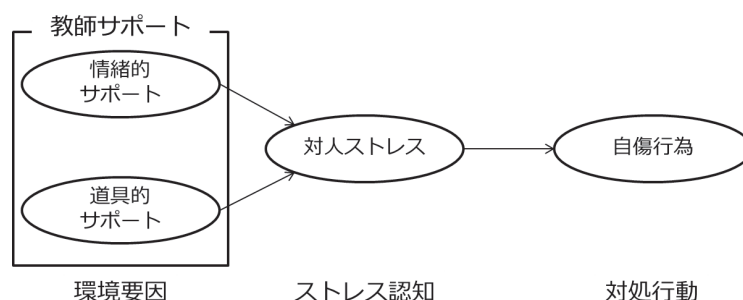 教師サポート
情緒的
サポート
対人ストレス
自傷行為
道具的
サポート
環境要因
ストレス認知
対処行動